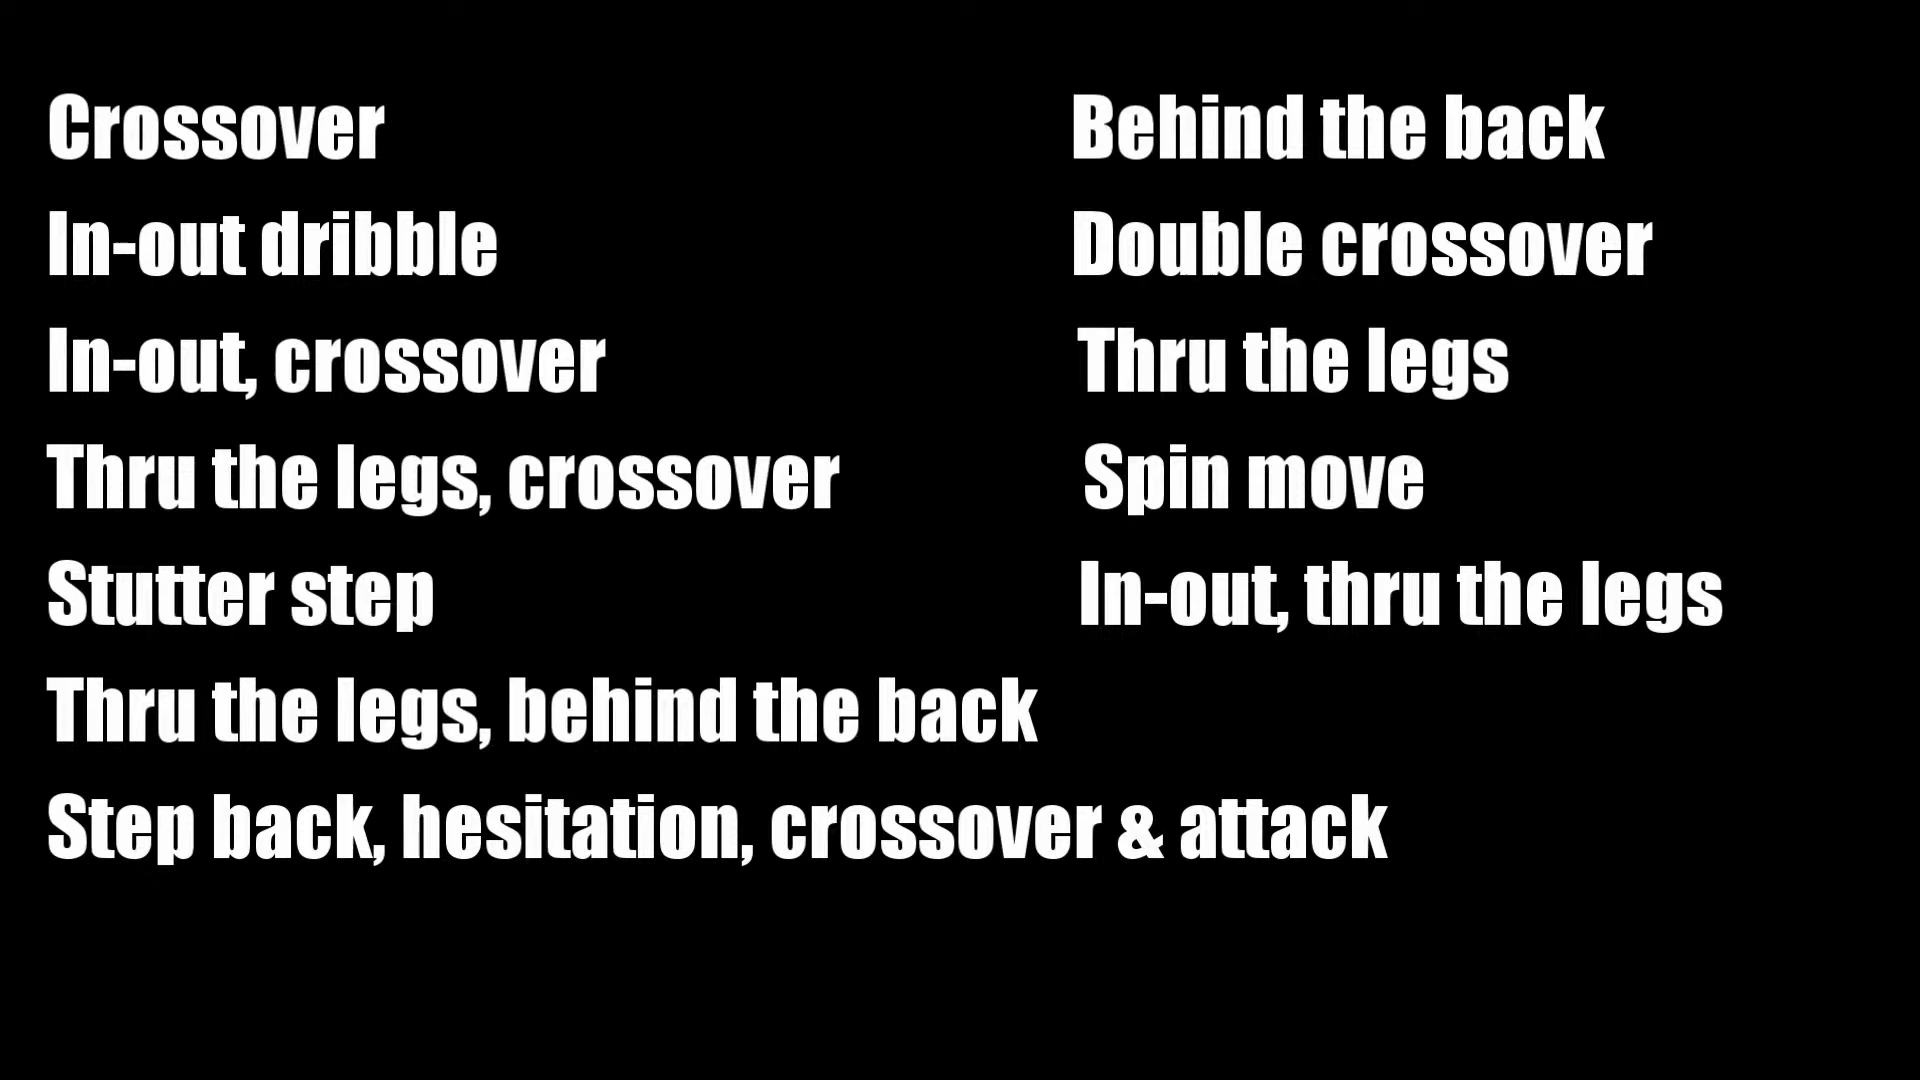 Crossover
Behind the back
In-out dribble
Double crossover
In-out, crossover
Thru the legs
Thru the legs, crossover
Spin move
Stutter step
In-out, thru the legs
Thru the legs, behind the back
Step back, hesitation, crossover & attack